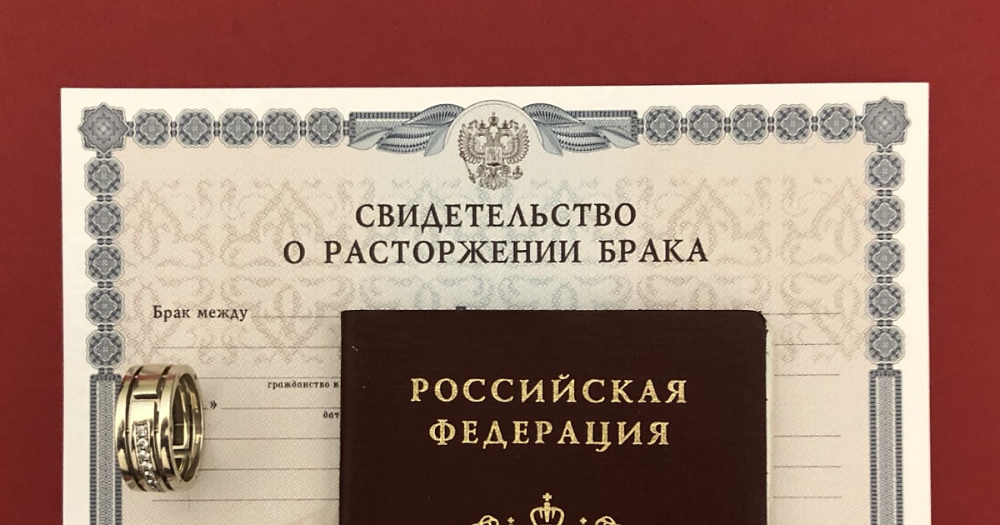 СВИДЕТЕЛЬСТВО
О РАСТОРЖЕНИИ БРАКА
Брак между
гражданство
»
РОССИЙСКАЯ
ФЕДЕРАЦИЯ